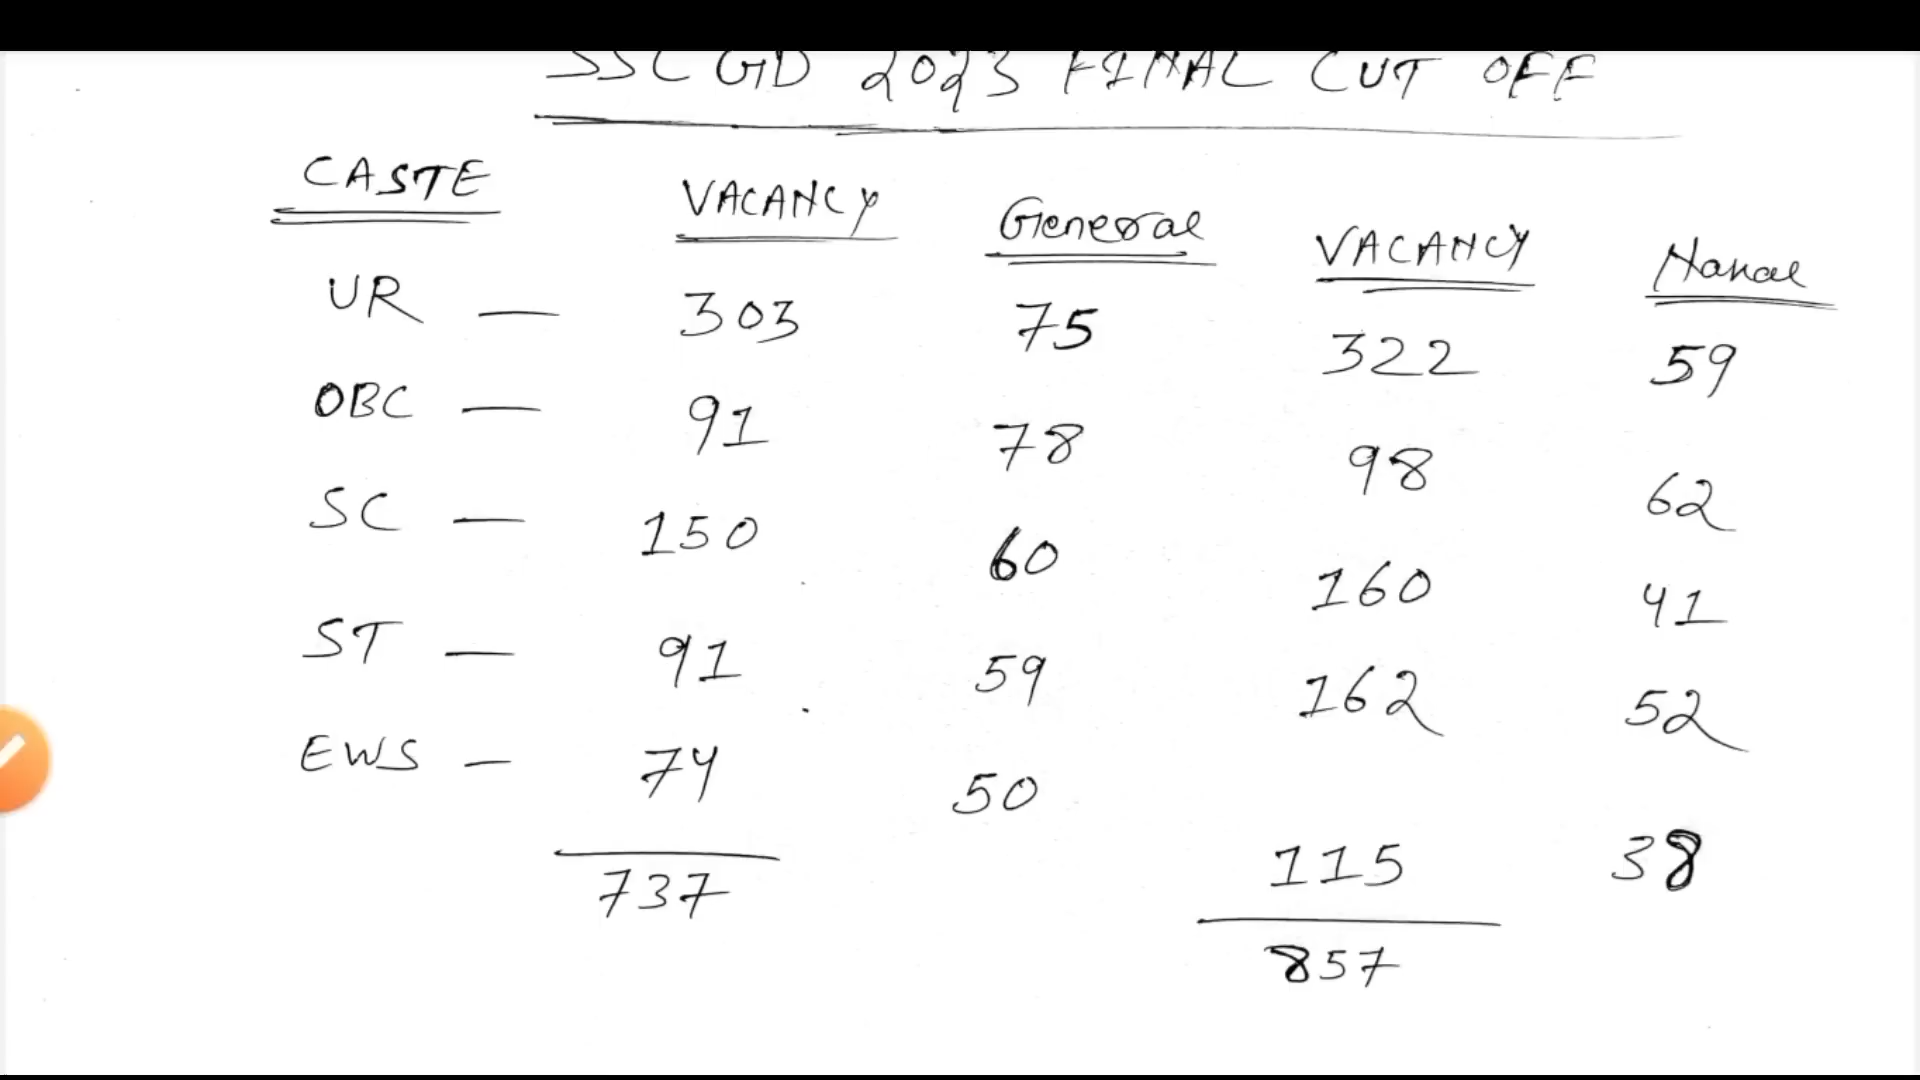 SSC GD 2023 FINAL CUT OFF
CASTE VACANCY General VACANCY Naxal
UR — 303 75 322 59
OBC — 91 78 98 62
SC — 150 60 160 41
ST — 91 59 162 52
EWS — 74 50 115 38
737 857